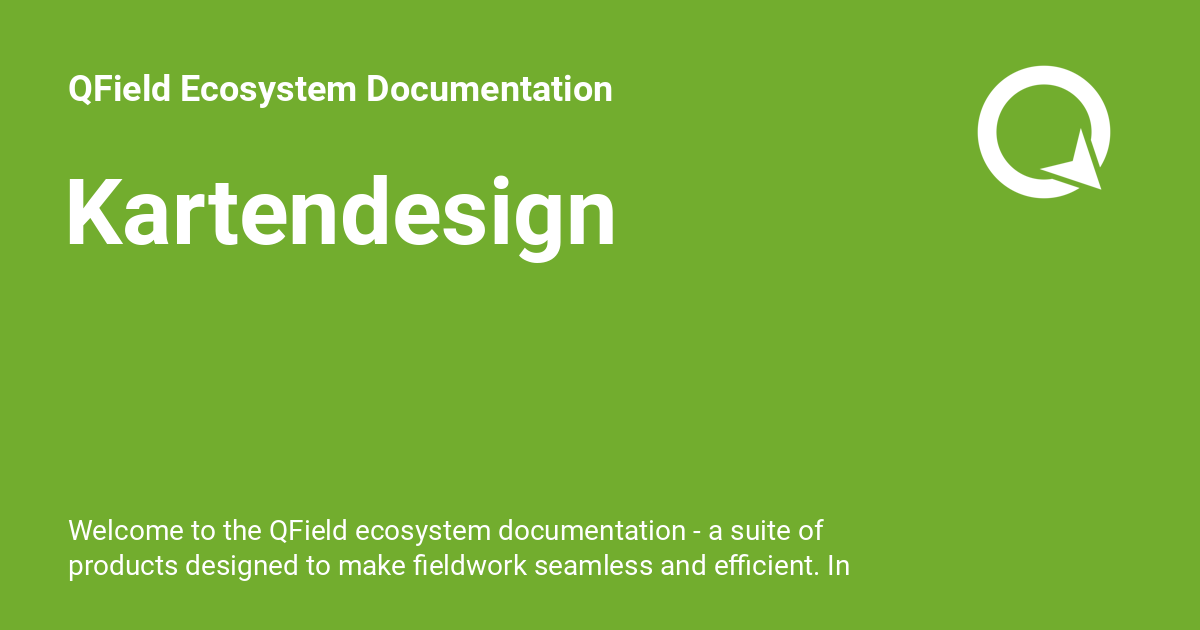 QField Ecosystem Documentation
Kartendesign
Welcome to the QField ecosystem documentation - a suite of
products designed to make fieldwork seamless and efficient. In